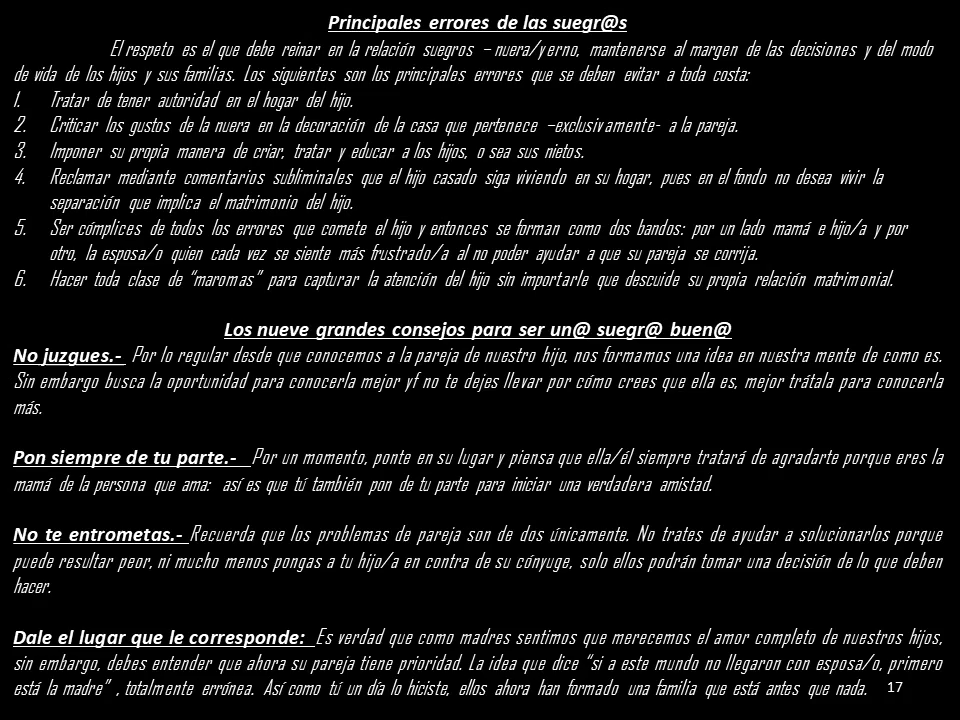 Principales errores de las suegr@s
El respeto es el que debe reinar en la relación suegros – nuera/yerno, mantenerse al margen de las decisiones y del modo
de vida de los hijos y sus familias. Los siguientes son los principales errores que se deben evitar a toda costa:
1. Tratar de tener autoridad en el hogar del hijo.
2. Criticar los gustos de la nuera en la decoración de la casa que pertenece –exclusivamente- a la pareja.
3. Imponer su propia manera de criar, tratar y educar a los hijos, o sea sus nietos.
4. Reclamar mediante comentarios subliminales que el hijo casado siga viviendo en su hogar, pues en el fondo no desea vivir la
separación que implica el matrimonio del hijo.
5. Ser cómplices de todos los errores que comete el hijo y entonces se forman como dos bandos: por un lado mamá e hijo/a y por
otro, la esposa/o quien cada vez se siente más frustrado/a al no poder ayudar a que su pareja se corrija.
6. Hacer toda clase de “maromas” para capturar la atención del hijo sin importarle que descuide su propia relación matrimonial.
Los nueve grandes consejos para ser un@ suegr@ buen@
No juzgues.- Por lo regular desde que conocemos a la pareja de nuestro hijo, nos formamos una idea en nuestra mente de como es.
Sin embargo busca la oportunidad para conocerla mejor yf no te dejes llevar por cómo crees que ella es, mejor trátala para conocerla
más.
Pon siempre de tu parte.- Por un momento, ponte en su lugar y piensa que ella/él siempre tratará de agradarte porque eres la
mamá de la persona que ama: así es que tú también pon de tu parte para iniciar una verdadera amistad.
No te entrometas.- Recuerda que los problemas de pareja son de dos únicamente. No trates de ayudar a solucionarlos porque
puede resultar peor, ni mucho menos pongas a tu hijo/a en contra de su cónyuge, solo ellos podrán tomar una decisión de lo que deben
hacer.
Dale el lugar que le corresponde: Es verdad que como madres sentimos que merecemos el amor completo de nuestros hijos,
sin embargo, debes entender que ahora su pareja tiene prioridad. La idea que dice “si a este mundo no llegaron con esposa/o, primero
está la madre” , totalmente errónea. Así como tú un día lo hiciste, ellos ahora han formado una familia que está antes que nada. 17